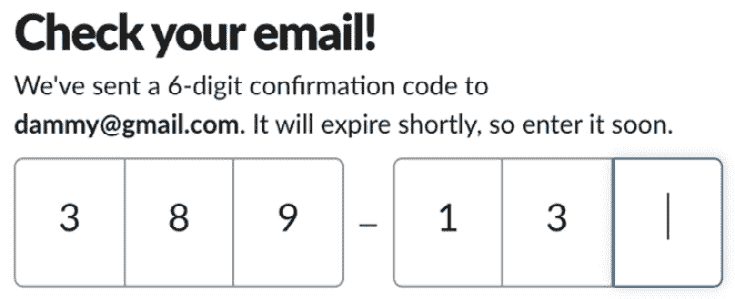 Check your email!
We've sent a 6-digit confirmation code to
dammy@gmail.com. It will expire shortly, so enter it soon.
3 8 9 – 1 3